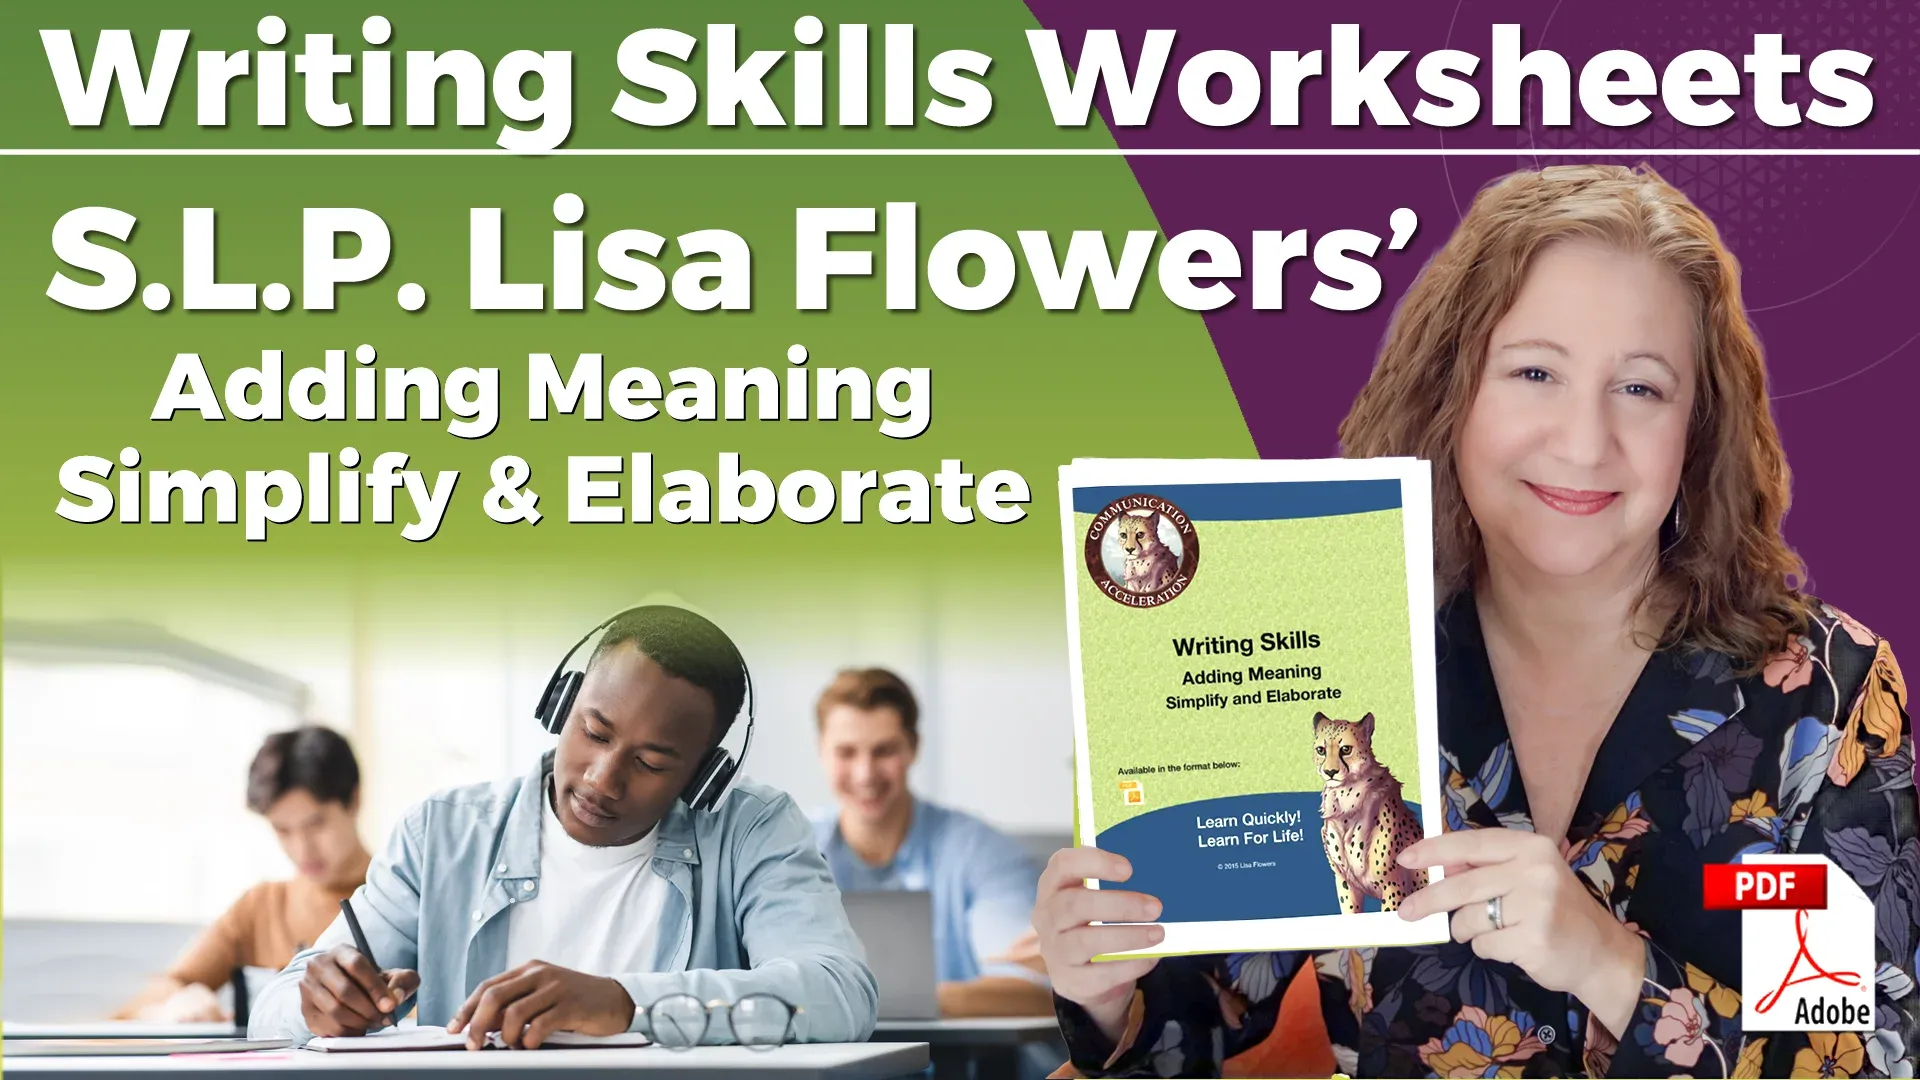 Writing Skills Worksheets
S.L.P. Lisa Flowers’
Adding Meaning
Simplify & Elaborate
COMMUNICATION
ACCELERATION
Writing Skills
Adding Meaning
Simplify and Elaborate
Available in the format below:
Learn Quickly!
Learn For Life!
© 2015 Lisa Flowers
PDF
Adobe